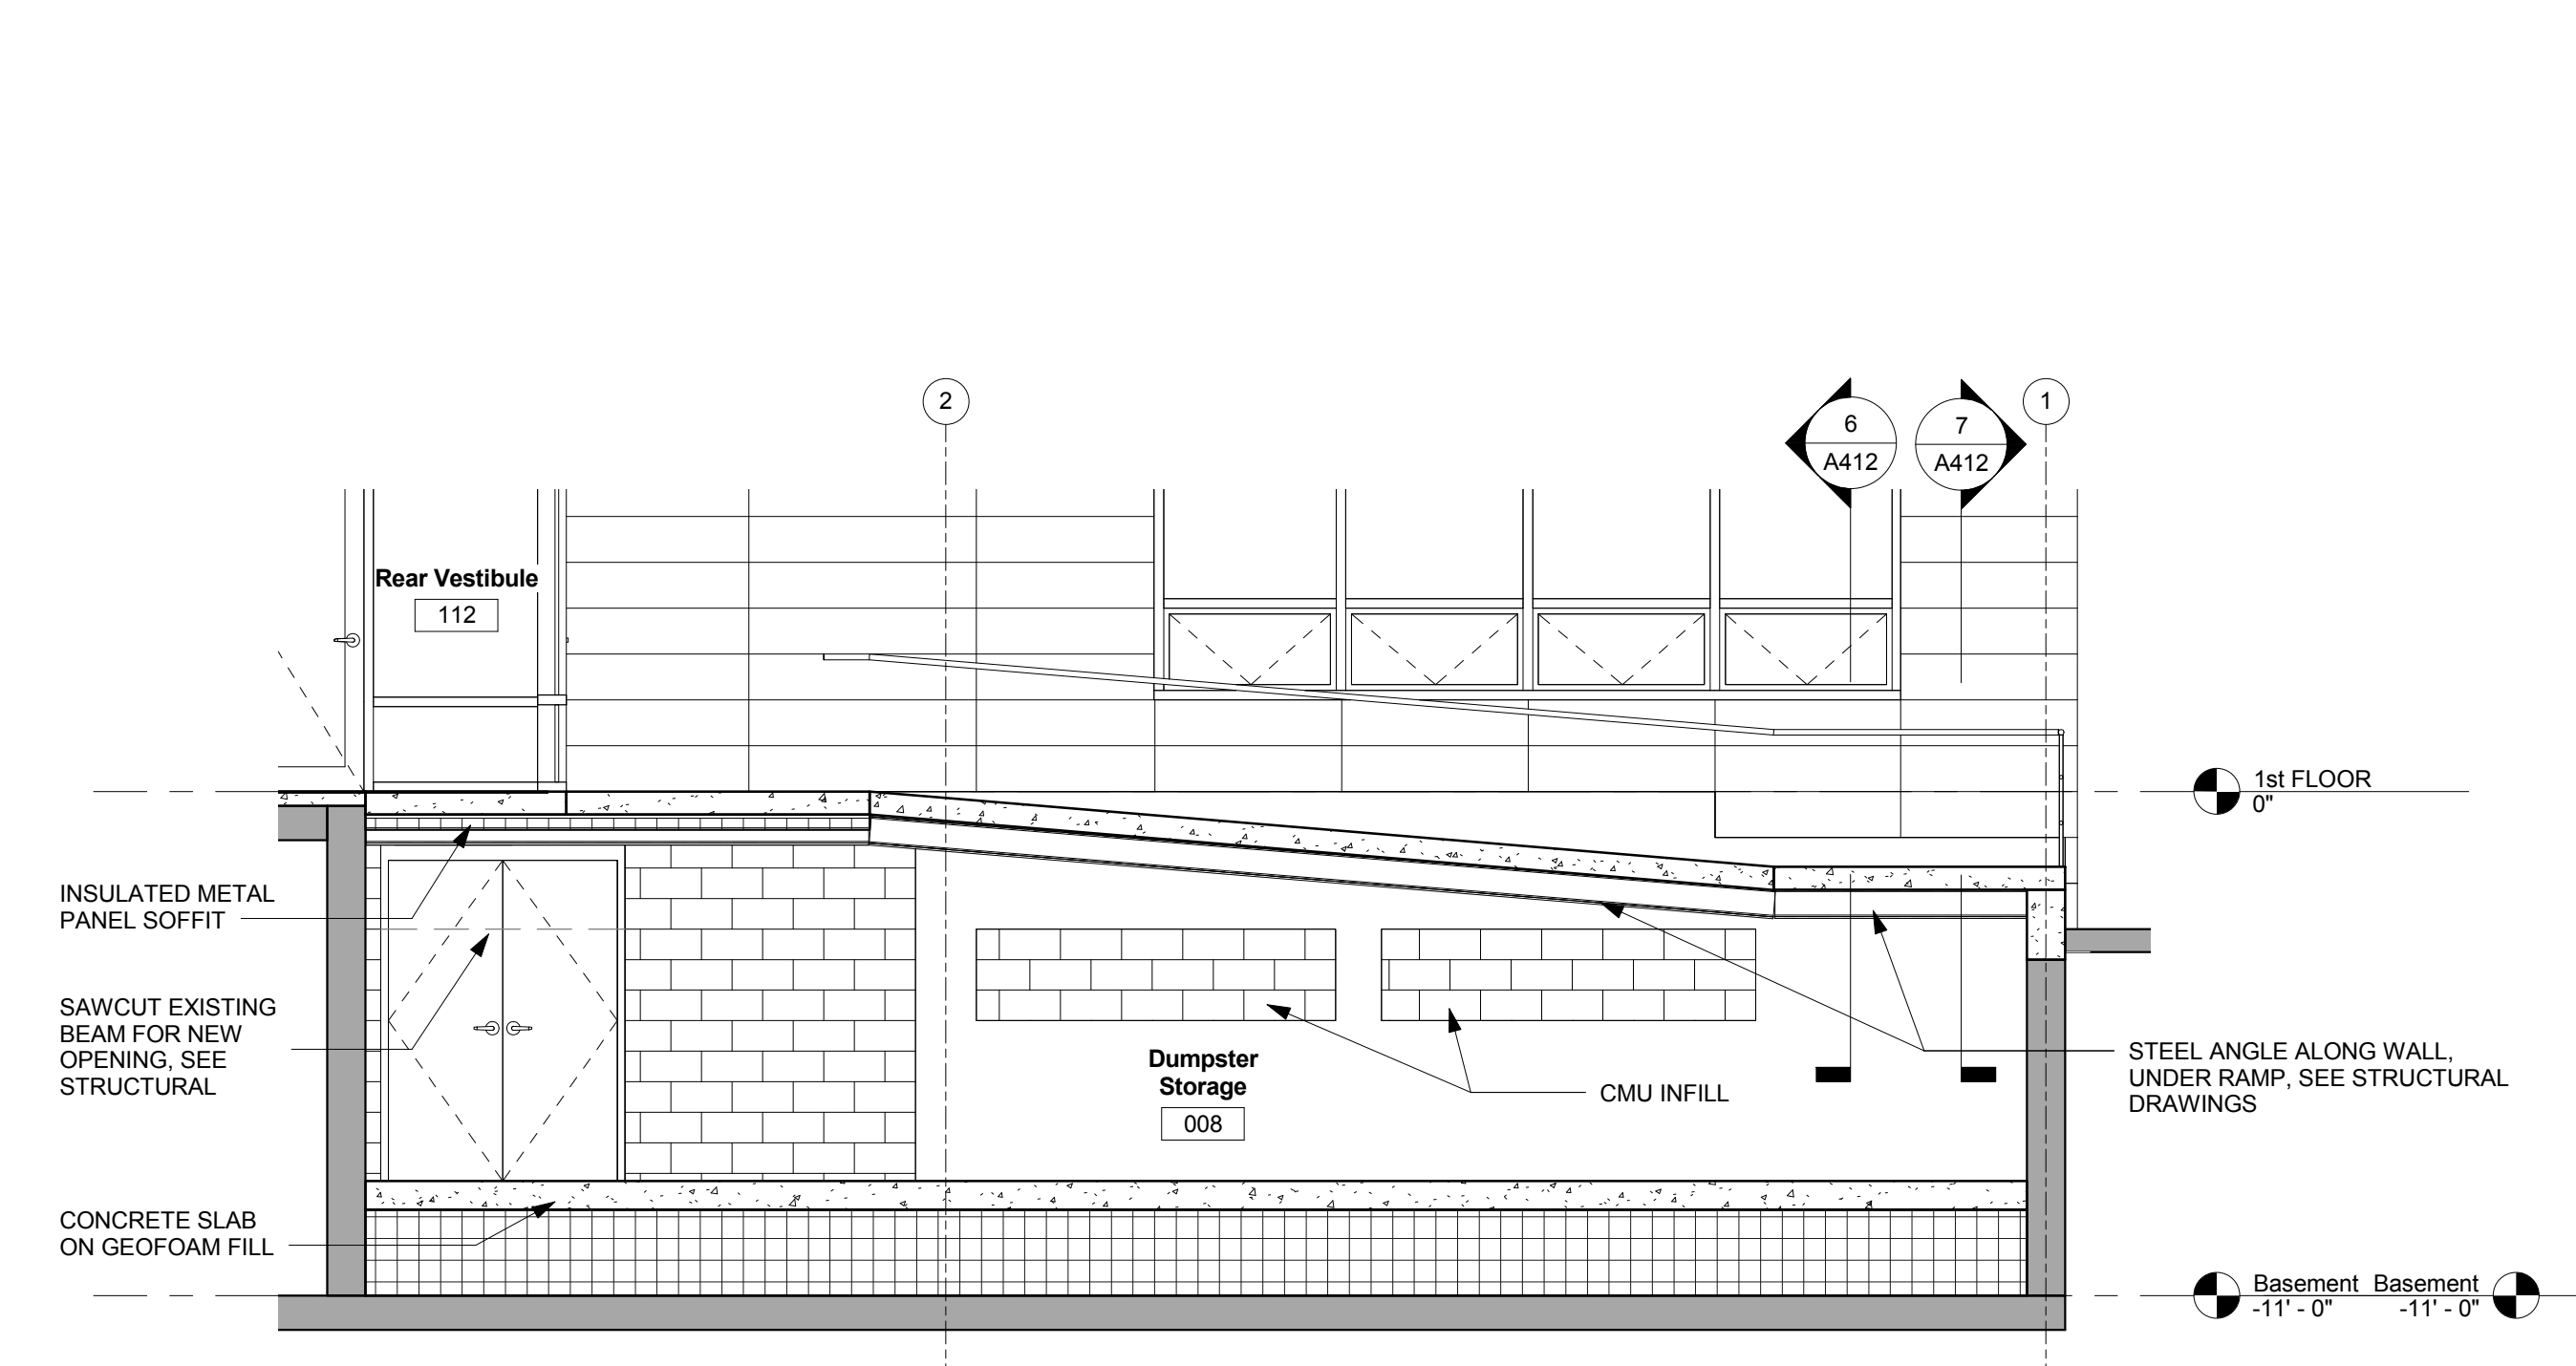 2
6
A412
7
A412
1
Rear Vestibule
112
1st FLOOR
0"
INSULATED METAL
PANEL SOFFIT
SAWCUT EXISTING
BEAM FOR NEW
OPENING, SEE
STRUCTURAL
Dumpster
Storage
008
CMU INFILL
STEEL ANGLE ALONG WALL,
UNDER RAMP, SEE STRUCTURAL
DRAWINGS
CONCRETE SLAB
ON GEOFOAM FILL
Basement
-11' - 0"
Basement
-11' - 0"